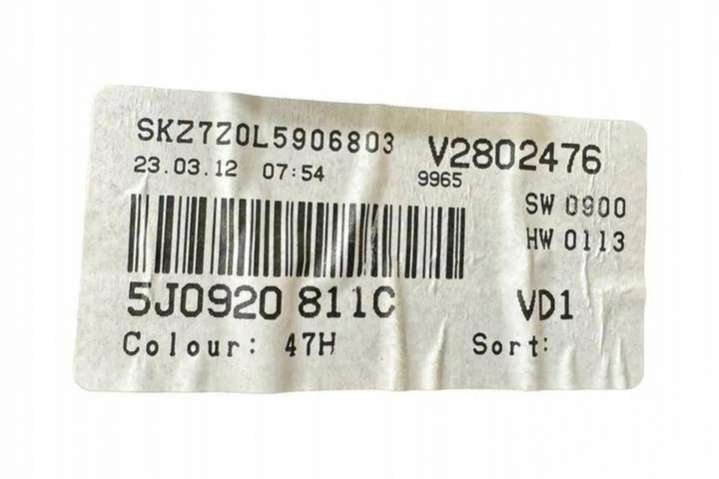 SKZ7Z0L5906803 V2802476
23.03.12 07:54 9965
SW 0900
HW 0113
5J0920 811C VD1
Colour: 47H Sort: